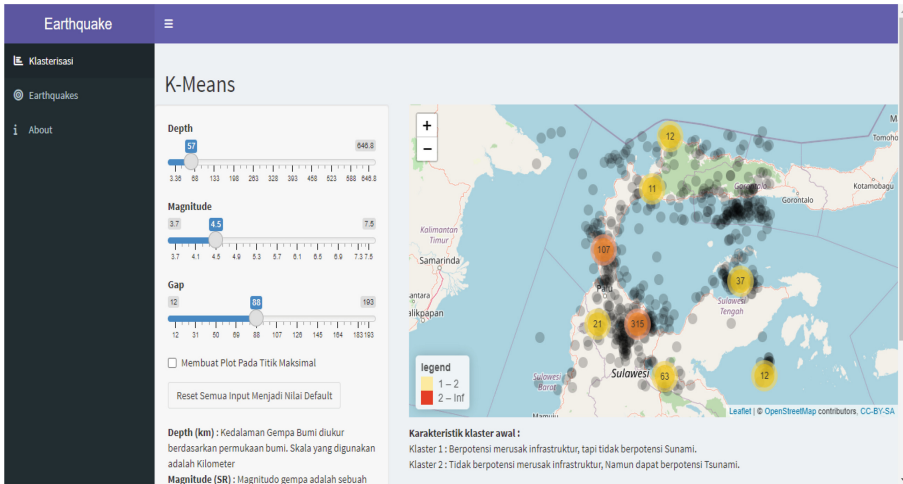 Earthquake
Klasterisasi
Earthquakes
i About
K-Means
Depth
57
646.8
3.36 68 133 198 263 328 393 458 523 588 646.8
Magnitude
3.7
4.5
7.5
3.7 4.1 4.5 4.9 5.3 5.7 6.1 6.5 6.9 7.3 7.5
Gap
12
88
193
12 31 50 69 88 107 126 145 164 183 193
Membuat Plot Pada Titik Maksimal
Reset Semua Input Menjadi Nilai Default
Depth (km) : Kedalaman Gempa Bumi diukur
berdasarkan permukaan bumi. Skala yang digunakan
adalah Kilometer
Magnitude (SR) : Magnitudo gempa adalah sebuah
+
−
12
M
Tomoho
11
Gorontalo
Gorontalo
Kotamobagu
Kalimantan
Timur
Samarinda
107
antara
alikpapan
Palu
37
Sulawesi
Tengah
21
315
legend
1 – 2
2 – Inf
Sulawesi
Barat
Sulawesi
63
12
Mamuju
Leaflet | © OpenStreetMap contributors, CC-BY-SA
Karakteristik klaster awal :
Klaster 1 : Berpotensi merusak infrastruktur, tapi tidak berpotensi Sunami.
Klaster 2 : Tidak berpotensi merusak infrastruktur, Namun dapat berpotensi Tsunami.